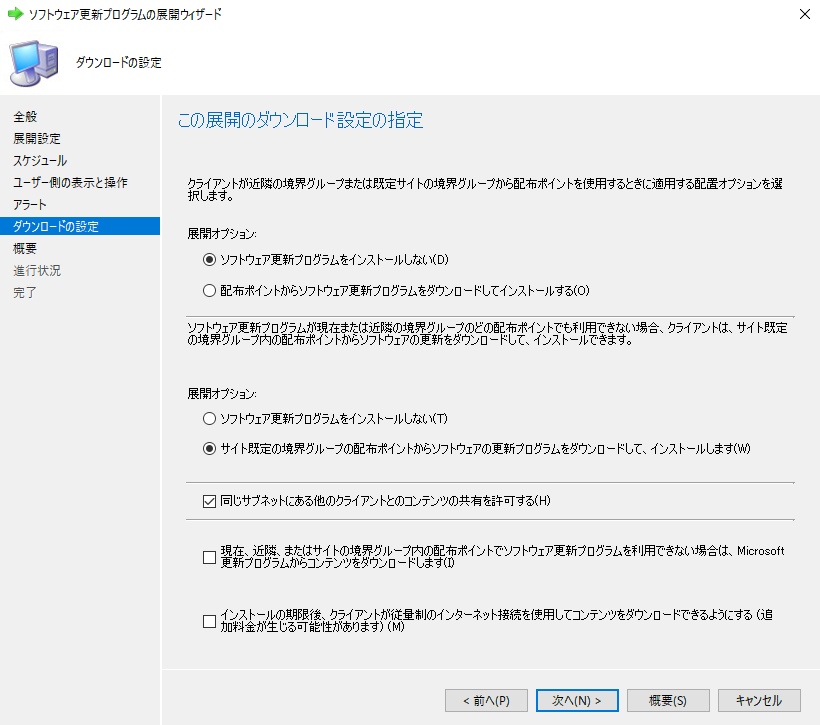 ソフトウェア更新プログラムの展開ウィザード
ダウンロードの設定
全般
展開設定
スケジュール
ユーザー側の表示と操作
アラート
ダウンロードの設定
概要
進行状況
完了
この展開のダウンロード設定の指定
クライアントが近隣の境界グループまたは既定サイトの境界グループから配布ポイントを使用するときに適用する配置オプションを選
択します。
展開オプション:
ソフトウェア更新プログラムをインストールしない(D)
配布ポイントからソフトウェア更新プログラムをダウンロードしてインストールする(O)
ソフトウェア更新プログラムが現在または近隣の境界グループのどの配布ポイントでも利用できない場合、クライアントは、サイト既定
の境界グループ内の配布ポイントからソフトウェアの更新をダウンロードして、インストールできます。
展開オプション:
ソフトウェア更新プログラムをインストールしない(T)
サイト既定の境界グループの配布ポイントからソフトウェアの更新プログラムをダウンロードして、インストールします(W)
同じサブネットにある他のクライアントとのコンテンツの共有を許可する(H)
現在、近隣、またはサイトの境界グループ内の配布ポイントでソフトウェア更新プログラムを利用できない場合は、Microsoft
更新プログラムからコンテンツをダウンロードします(I)
インストールの期限後、クライアントが従量制のインターネット接続を使用してコンテンツをダウンロードできるようにする (追
加料金が生じる可能性があります) (M)
< 前へ(P)
次へ(N) >
概要(S)
キャンセル